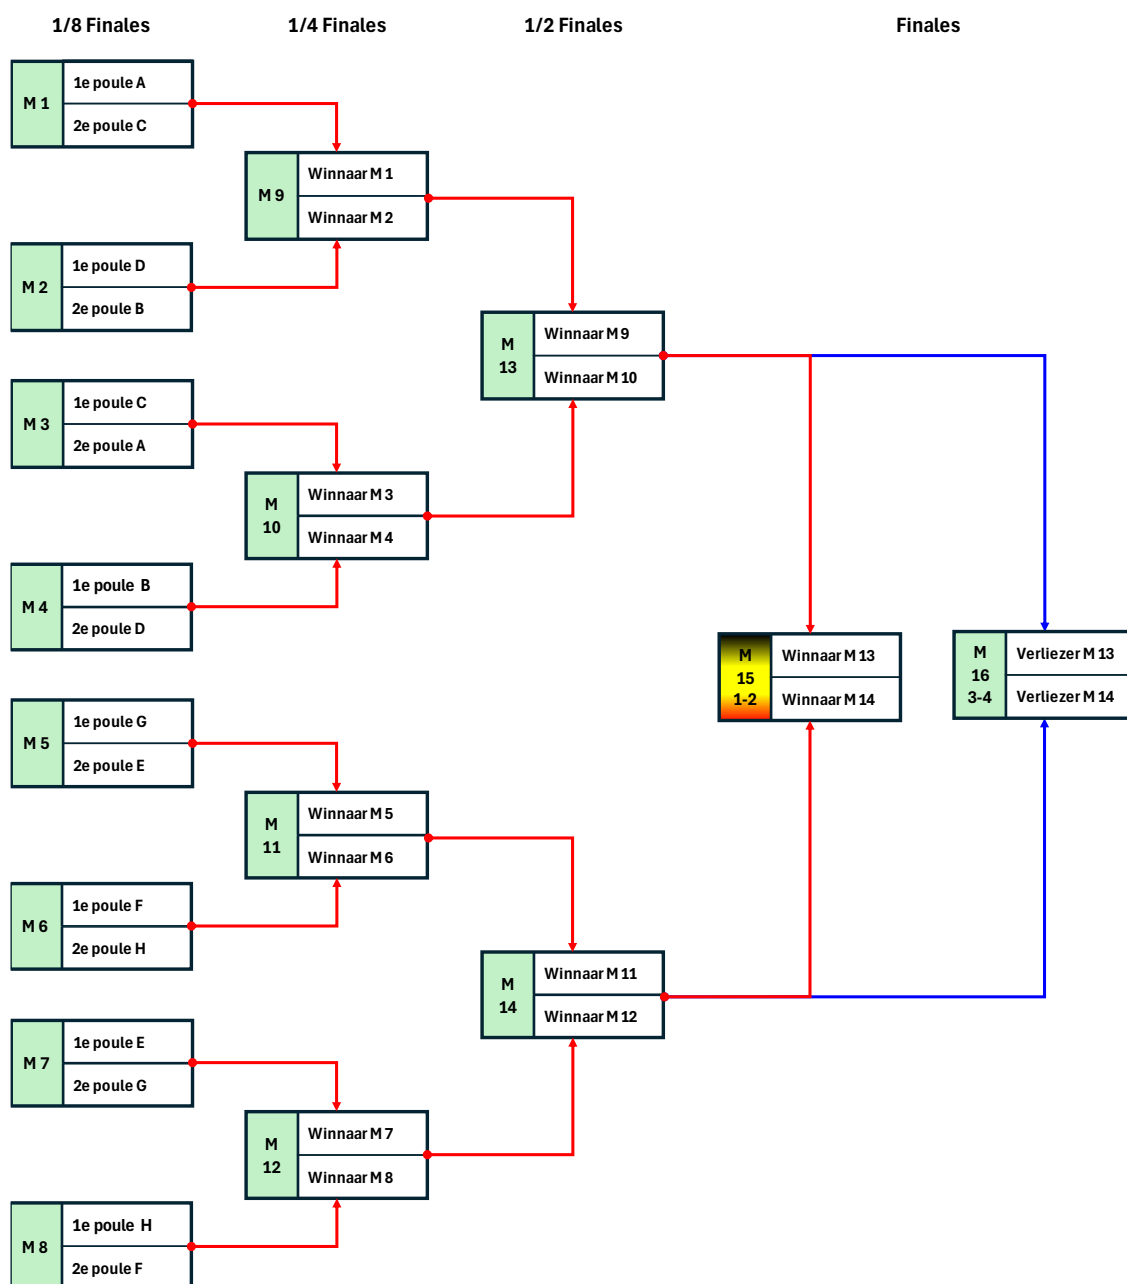 1/8 Finales
1/4 Finales
1/2 Finales
Finales
M 1
1e poule A
2e poule C
M 2
1e poule D
2e poule B
M 3
1e poule C
2e poule A
M 4
1e poule  B
2e poule D
M 5
1e poule G
2e poule E
M 6
1e poule F
2e poule H
M 7
1e poule E
2e poule G
M 8
1e poule  H
2e poule F
M 9
Winnaar M 1
Winnaar M 2
M
10
Winnaar M 3
Winnaar M 4
M
11
Winnaar M 5
Winnaar M 6
M
12
Winnaar M 7
Winnaar M 8
M
13
Winnaar M 9
Winnaar M 10
M
14
Winnaar M 11
Winnaar M 12
M
15
1-2
Winnaar M 13
Winnaar M 14
M
16
3-4
Verliezer M 13
Verliezer M 14